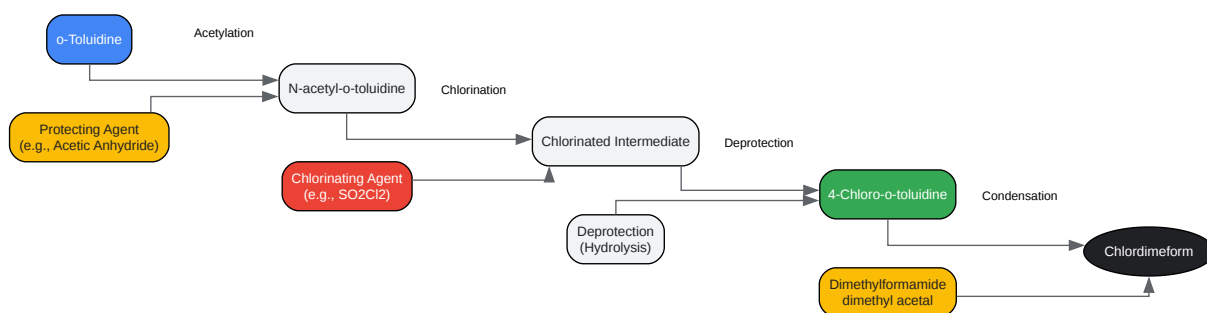 o-Toluidine
Acetylation
N-acetyl-o-toluidine
Chlorination
Protecting Agent
(e.g., Acetic Anhydride)
Chlorinated Intermediate
Deprotection
Chlorinating Agent
(e.g., SO2Cl2)
4-Chloro-o-toluidine
Condensation
Deprotection
(Hydrolysis)
Chlordimeform
Dimethylformamide
dimethyl acetal